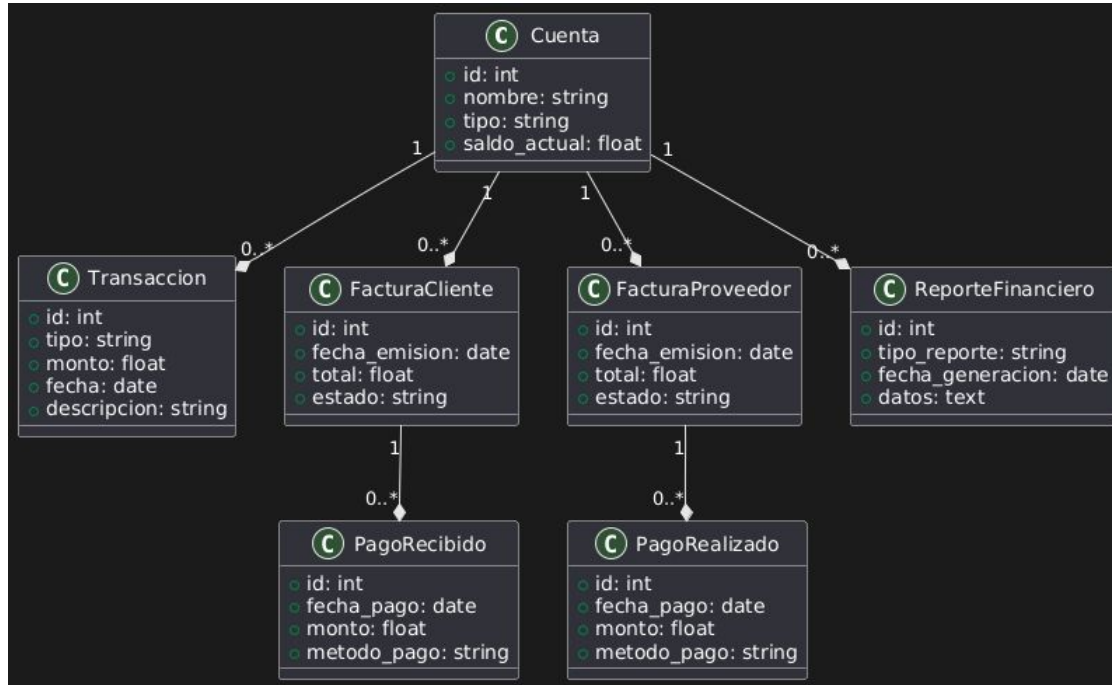 C Cuenta
id: int
nombre: string
tipo: string
saldo_actual: float
1
1
1
1
0..*
0..*
0..*
0..*
C Transaccion
id: int
tipo: string
monto: float
fecha: date
descripcion: string
C FacturaCliente
id: int
fecha_emision: date
total: float
estado: string
C FacturaProveedor
id: int
fecha_emision: date
total: float
estado: string
C ReporteFinanciero
id: int
tipo_reporte: string
fecha_generacion: date
datos: text
1
1
0..*
0..*
C PagoRecibido
id: int
fecha_pago: date
monto: float
metodo_pago: string
C PagoRealizado
id: int
fecha_pago: date
monto: float
metodo_pago: string